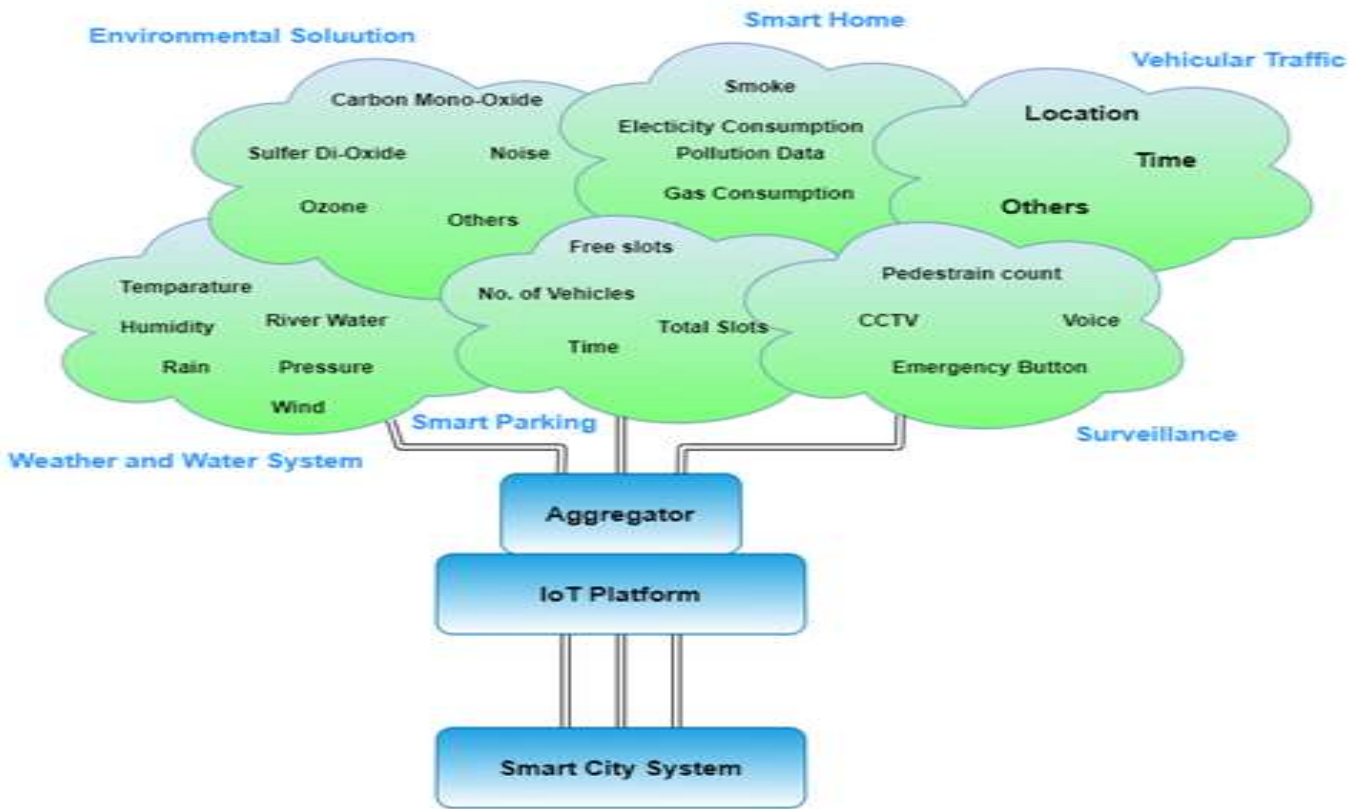 Smart Home
Environmental Soluution
Vehicular Traffic
Carbon Mono-Oxide
Sulfer Di-Oxide
Noise
Ozone
Others
Smoke
Electicity Consumption
Pollution Data
Gas Consumption
Location
Time
Others
Temparature
Humidity
River Water
Rain
Pressure
Wind
Free slots
No. of Vehicles
Total Slots
Time
Pedestrain count
CCTV
Voice
Emergency Button
Smart Parking
Surveillance
Weather and Water System
Aggregator
IoT Platform
Smart City System